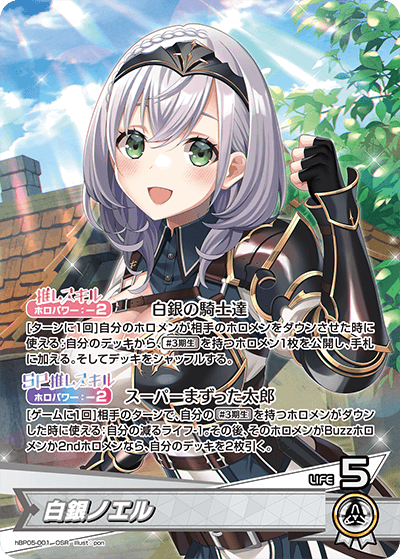 推しスキル
ホロパワー:-2
白銀の騎士達
[ターンに1回]自分のホロメンが相手のホロメンをダウンさせた時に
使える:自分のデッキから、#3期生を持つホロメン1枚を公開し、手札
に加える。そしてデッキをシャッフルする。
SP推しスキル
ホロパワー:-2
スーパーまずった太郎
[ゲームに1回]相手のターンで、自分の#3期生を持つホロメンがダウン
した時に使える:自分の減るライフ-1。その後、そのホロメンがBuzzホロ
メンか2ndホロメンなら、自分のデッキを2枚引く。
LIFE 5
白銀ノエル
hBP05-001 OSR illust pon